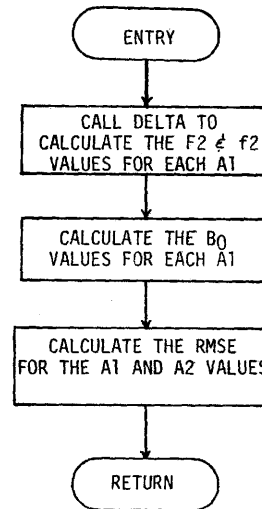 ENTRY
CALL DELTA TO
CALCULATE THE F2 & f2
VALUES FOR EACH A1
CALCULATE THE B₀
VALUES FOR EACH A1
CALCULATE THE RMSE
FOR THE A1 AND A2 VALUES
RETURN